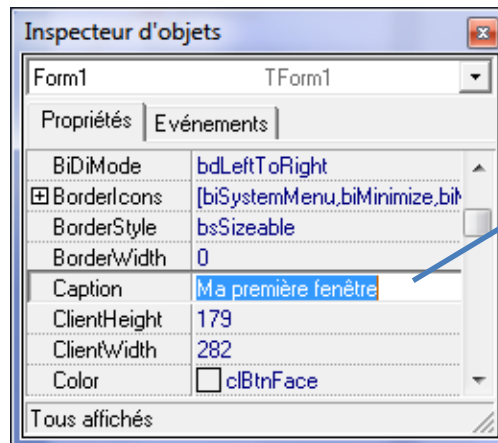 Inspecteur d'objets
Form1 TForm1
Propriétés Evénements
BiDiMode bdLeftToRight
BorderIcons [biSystemMenu,biMinimize,biM
BorderStyle bsSizeable
BorderWidth 0
Caption Ma première fenêtre
ClientHeight 179
ClientWidth 282
Color clBtnFace
Tous affichés